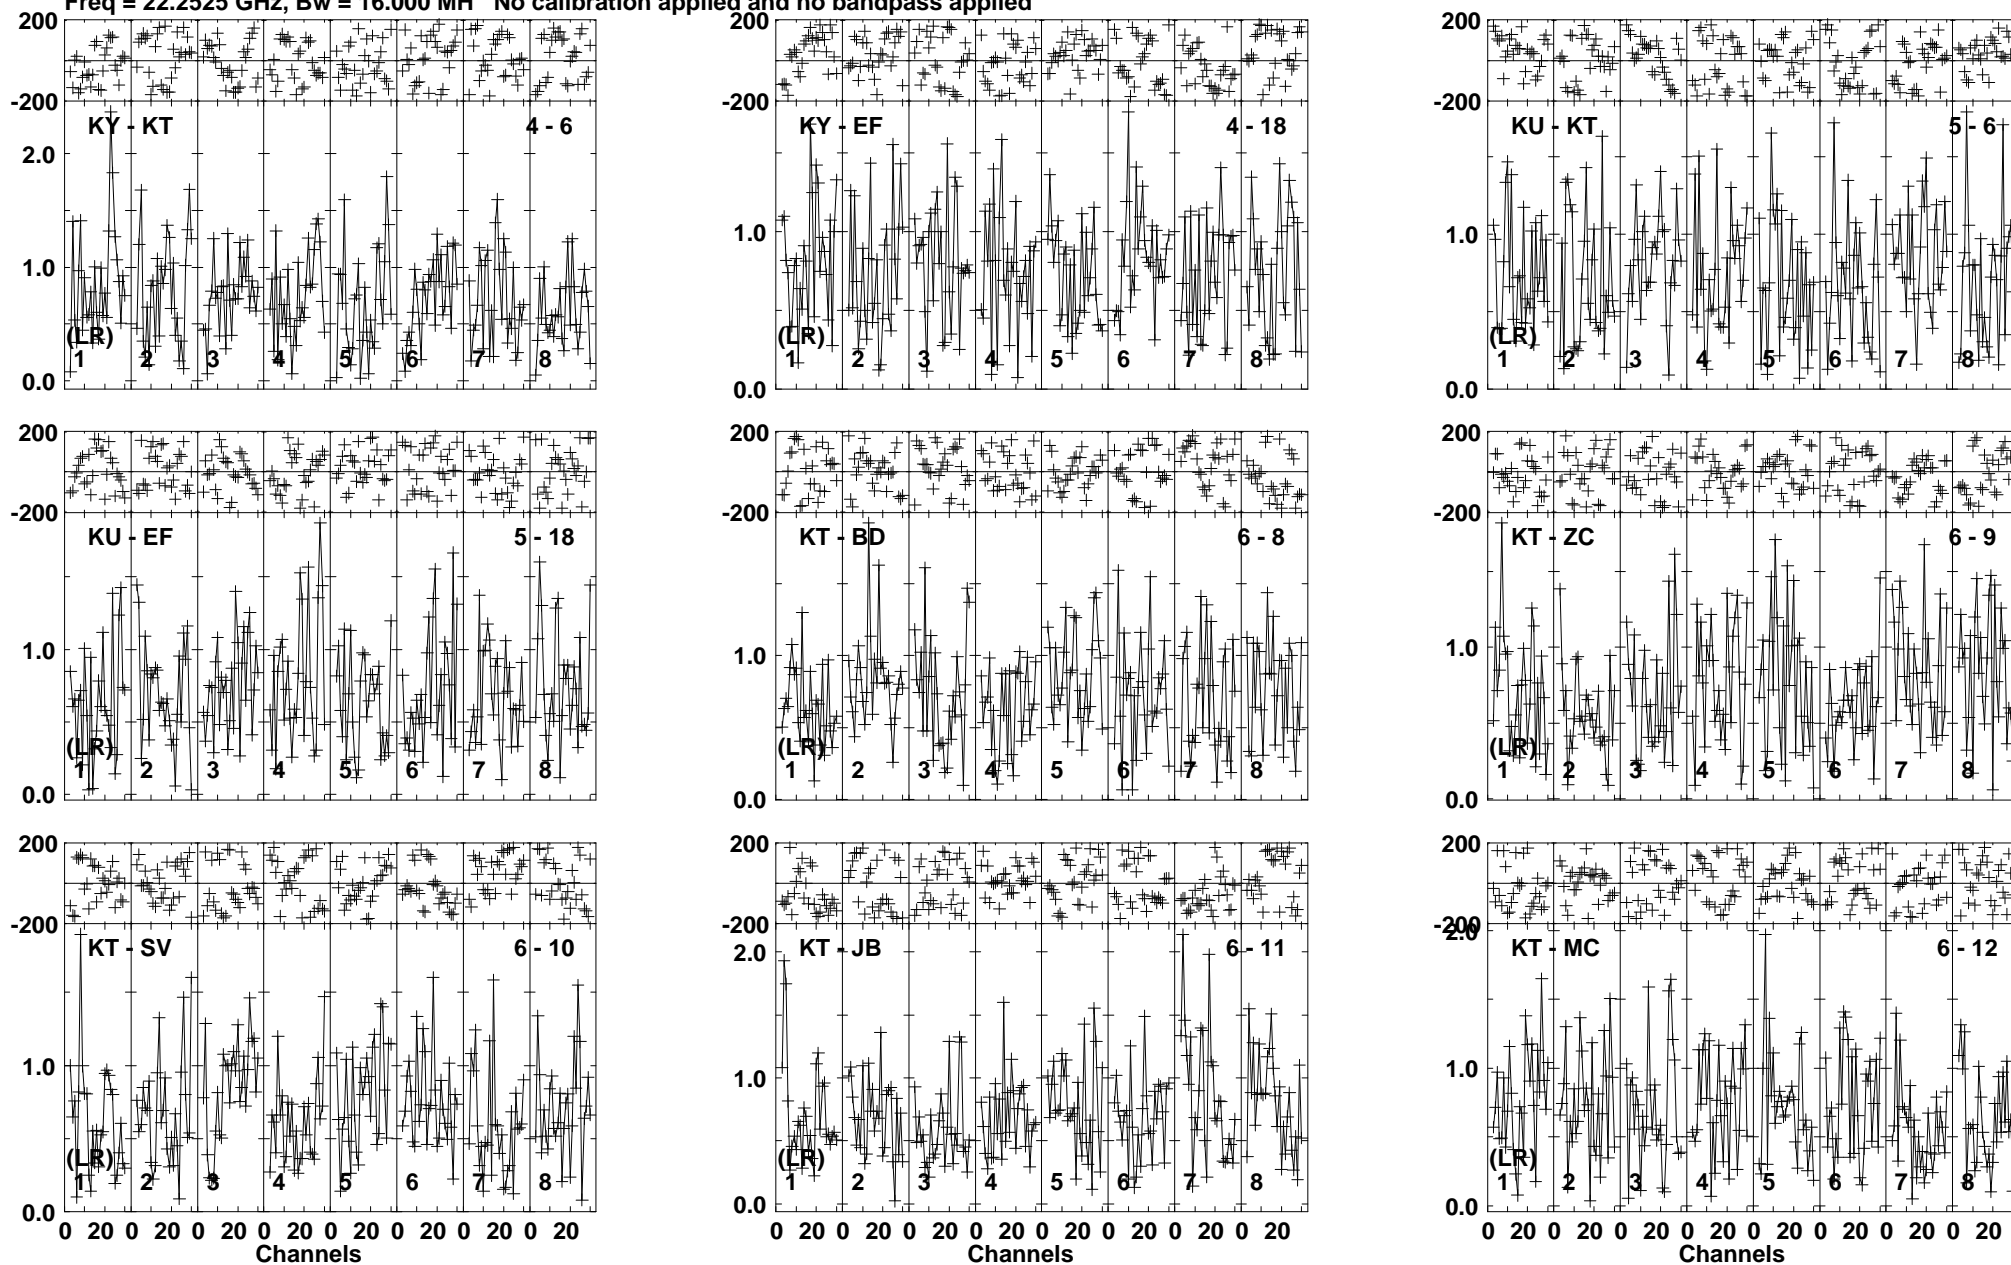 Freq = 22.2525 GHz, Bw = 16.000 MH No calibration applied and no bandpass applied
200
-200
KY - KT 4 - 6
2.0
1.0
0.0
(LR)
1 2 3 4 5 6 7 8
200
-200
KY - EF 4 - 18
1.0
0.0
(LR)
1 2 3 4 5 6 7 8
200
-200
KU - KT 5 - 6
1.0
0.0
(LR)
1 2 3 4 5 6 7 8
200
-200
KU - EF 5 - 18
1.0
0.0
(LR)
1 2 3 4 5 6 7 8
200
-200
KT - BD 6 - 8
1.0
0.0
(LR)
1 2 3 4 5 6 7 8
200
-200
KT - ZC 6 - 9
1.0
0.0
(LR)
1 2 3 4 5 6 7 8
200
-200
KT - SV 6 - 10
1.0
0.0
(LR)
1 2 3 4 5 6 7 8
0 20 0 20 0 20 0 20 0 20 0 20 0 20 0 20
Channels
200
-200
KT - JB 6 - 11
2.0
1.0
0.0
(LR)
1 2 3 4 5 6 7 8
0 20 0 20 0 20 0 20 0 20 0 20 0 20 0 20
Channels
200
-200
2.0
KT - MC 6 - 12
1.0
0.0
(LR)
1 2 3 4 5 6 7 8
0 20 0 20 0 20 0 20 0 20 0 20 0 20 0 20
Channels